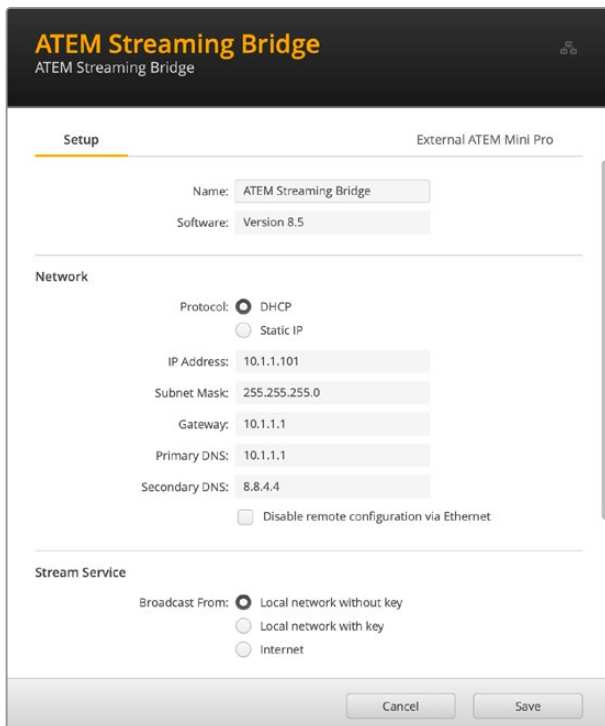 ATEM Streaming Bridge
ATEM Streaming Bridge
Setup External ATEM Mini Pro
Name: ATEM Streaming Bridge
Software: Version 8.5
Network
Protocol: DHCP
Static IP
IP Address: 10.1.1.101
Subnet Mask: 255.255.255.0
Gateway: 10.1.1.1
Primary DNS: 10.1.1.1
Secondary DNS: 8.8.4.4
Disable remote configuration via Ethernet
Stream Service
Broadcast From: Local network without key
Local network with key
Internet
Cancel Save